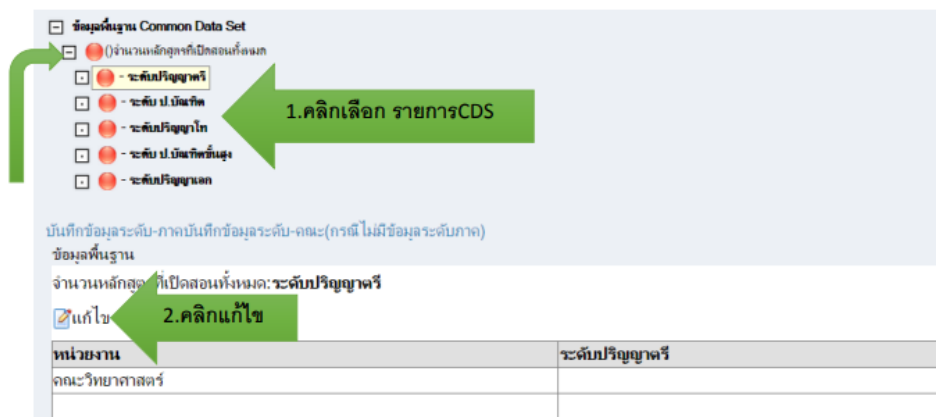 ข้อมูลพื้นฐาน Common Data Set
()จำนวนหลักสูตรที่เปิดสอนทั้งหมด
- ระดับปริญญาตรี
- ระดับ ป.บัณฑิต
- ระดับปริญญาโท
- ระดับ ป.บัณฑิตขั้นสูง
- ระดับปริญญาเอก
1.คลิกเลือก รายการCDS
บันทึกข้อมูลระดับ-ภาคบันทึกข้อมูลระดับ-คณะ(กรณีไม่มีข้อมูลระดับภาค)
ข้อมูลพื้นฐาน
จำนวนหลักสูตรที่เปิดสอนทั้งหมด:ระดับปริญญาตรี
แก้ไข
2.คลิกแก้ไข
หน่วยงาน ระดับปริญญาตรี
คณะวิทยาศาสตร์